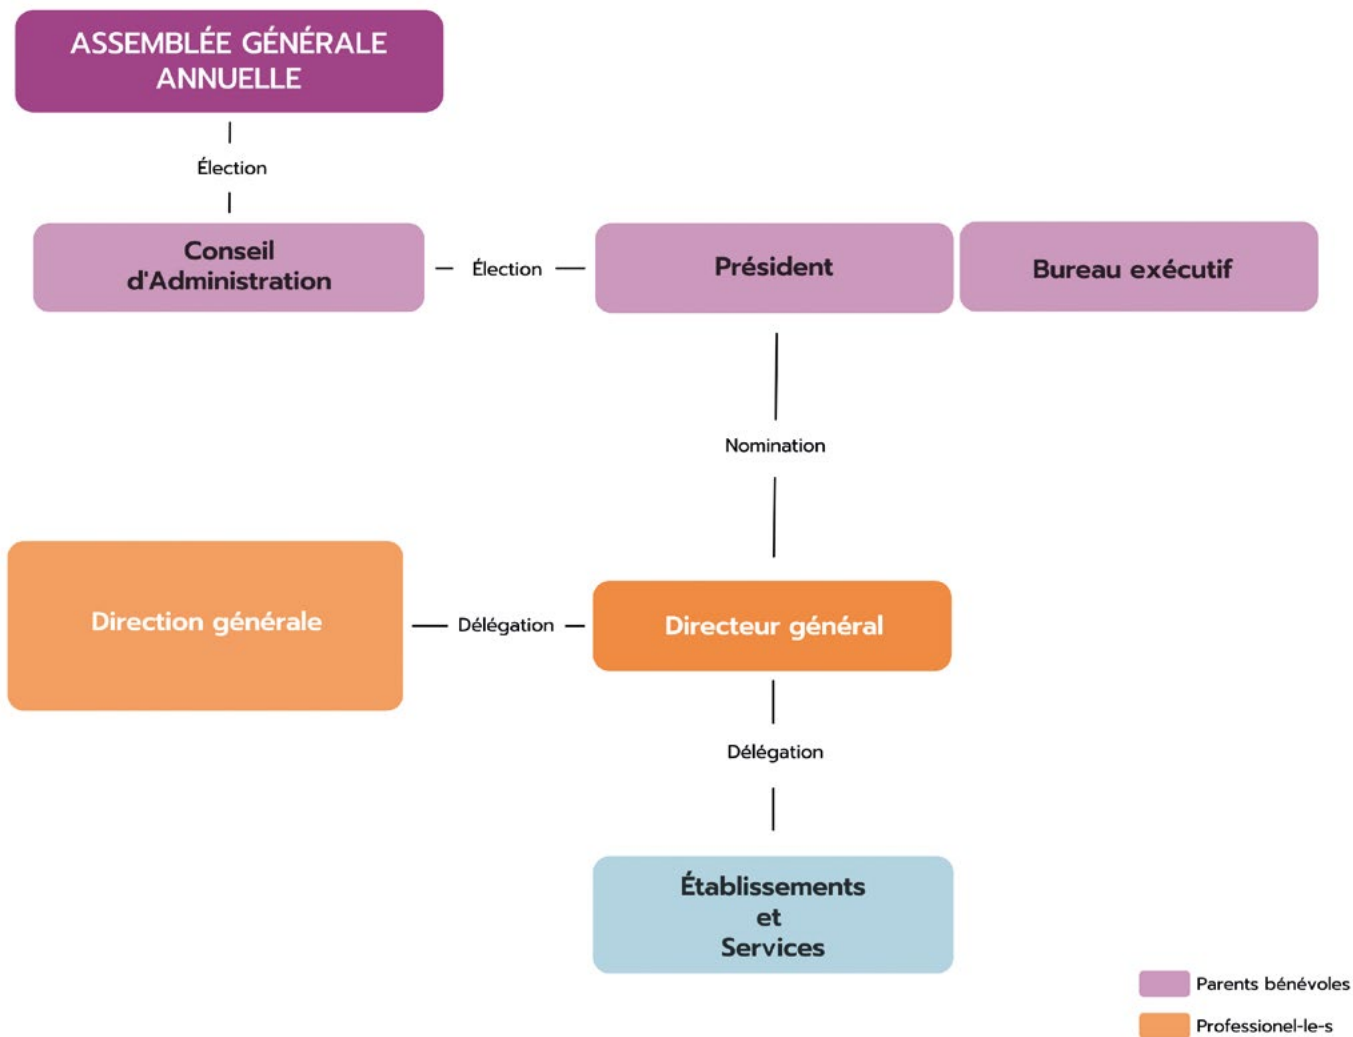 ASSEMBLÉE GÉNÉRALE
ANNUELLE
Élection
Conseil
d'Administration
Élection
Président
Bureau exécutif
Nomination
Direction générale
Délégation
Directeur général
Délégation
Établissements
et
Services
Parents bénévoles
Professionel-le-s